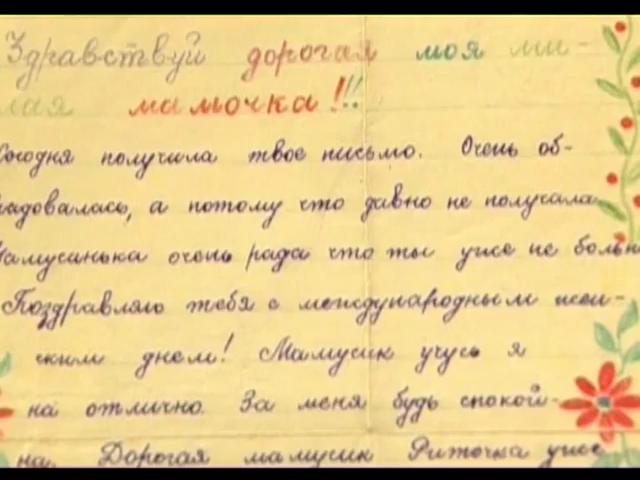 Здравствуй дорогая моя ми-
лая мамочка!!!
Сегодня получила твое письмо. Очень об-
радовалась, а потому что давно не получала
Мамусинька очень рада что ты уже не больна
Поздравляю тебя с международным жен-
ским днем! Мамусик учусь я
на отлично. За меня будь спокой-
на. Дорогая мамусик Риточка уже